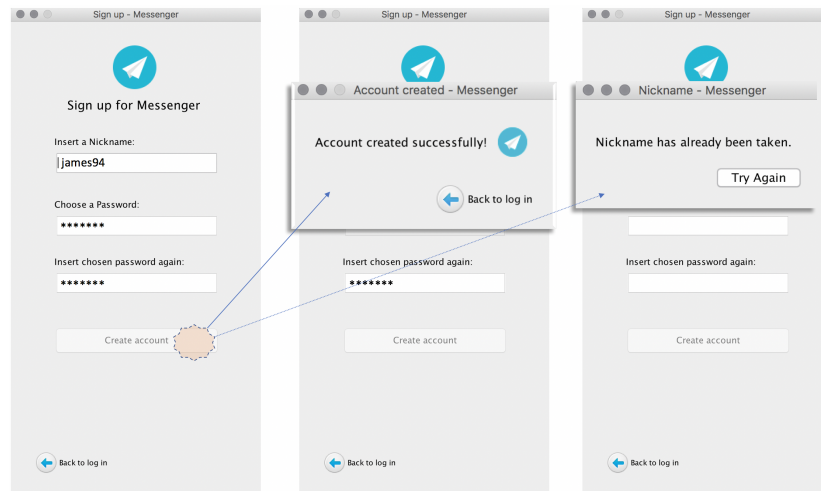 Sign up - Messenger
Sign up for Messenger
Insert a Nickname:
james94
Choose a Password:
*******
Insert chosen password again:
*******
Create account
Back to log in
Sign up - Messenger
Account created - Messenger
Account created successfully!
Back to log in
Insert chosen password again:
*******
Create account
Back to log in
Sign up - Messenger
Nickname - Messenger
Nickname has already been taken.
Try Again
Insert chosen password again:
Create account
Back to log in